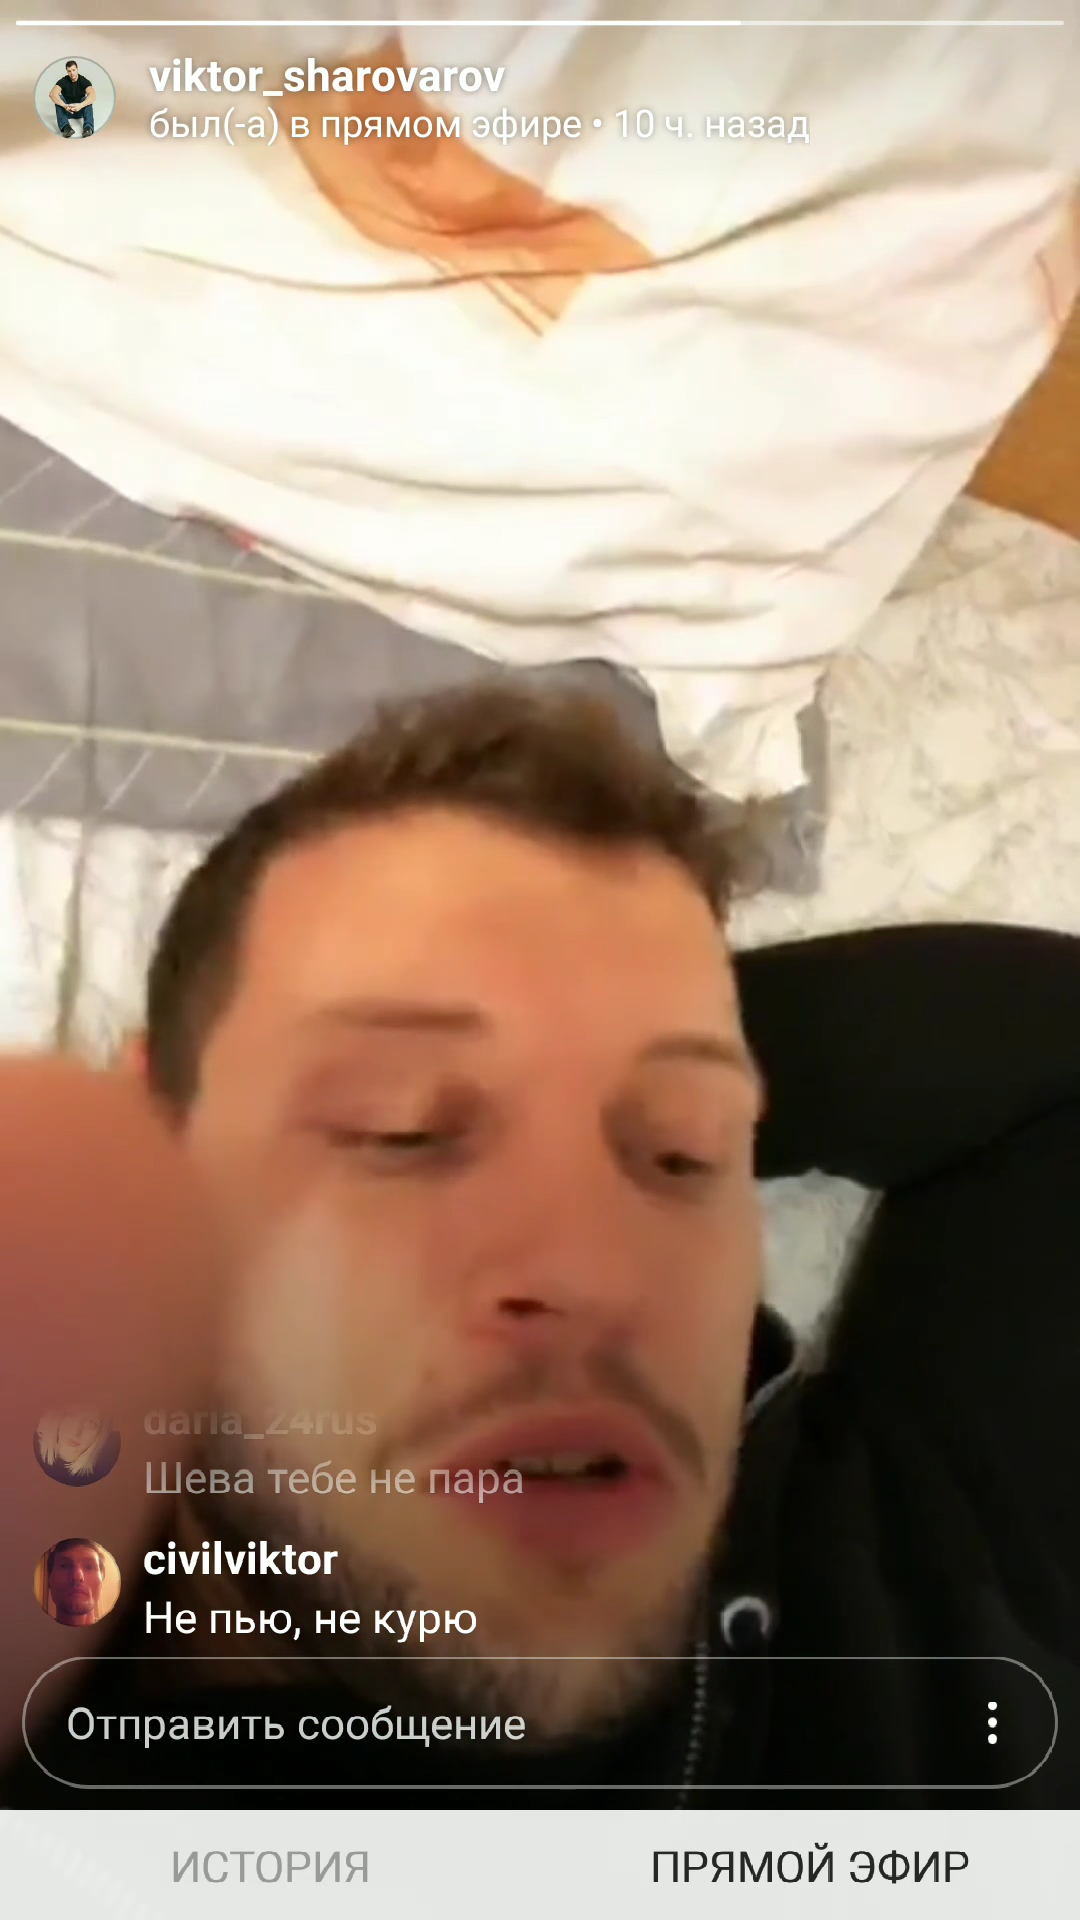 viktor_sharovarov
был(-а) в прямом эфире • 10 ч. назад
daria_24rus
Шева тебе не пара
civilviktor
Не пью, не курю
Отправить сообщение
ИСТОРИЯ
ПРЯМОЙ ЭФИР